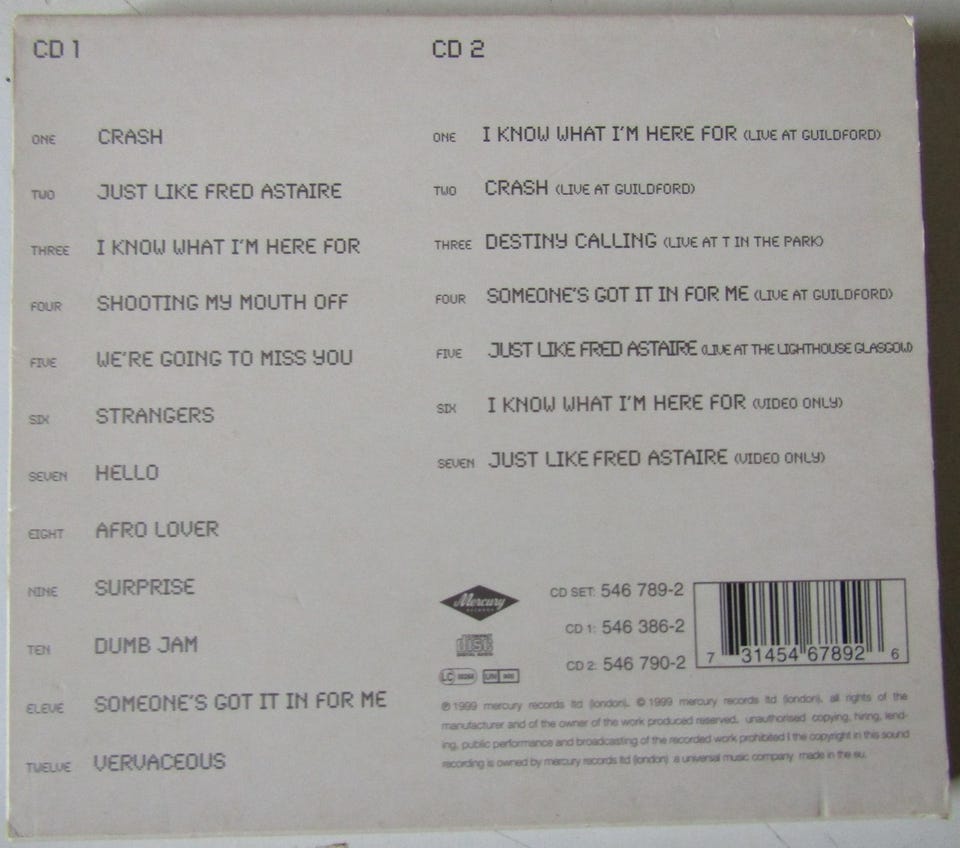 CD 1
ONE CRASH
TWO JUST LIKE FRED ASTAIRE
THREE I KNOW WHAT I'M HERE FOR
FOUR SHOOTING MY MOUTH OFF
FIVE WE'RE GOING TO MISS YOU
SIX STRANGERS
SEVEN HELLO
EIGHT AFRO LOVER
NINE SURPRISE
TEN DUMB JAM
ELEVE SOMEONE'S GOT IT IN FOR ME
TWELVE VERVACEOUS
CD 2
ONE I KNOW WHAT I'M HERE FOR (LIVE AT GUILDFORD)
TWO CRASH (LIVE AT GUILDFORD)
THREE DESTINY CALLING (LIVE AT T IN THE PARK)
FOUR SOMEONE'S GOT IT IN FOR ME (LIVE AT GUILDFORD)
FIVE JUST LIKE FRED ASTAIRE (LIVE AT THE LIGHTHOUSE GLASGOW)
SIX I KNOW WHAT I'M HERE FOR (VIDEO ONLY)
SEVEN JUST LIKE FRED ASTAIRE (VIDEO ONLY)
Mercury
RECORDS
COMPACT
disc
DIGITAL AUDIO
LC
CD SET: 546 789-2
CD 1: 546 386-2
CD 2: 546 790-2
7 31454 67892 6
℗ 1999 mercury records ltd (london). © 1999 mercury records ltd (london). all rights of the
manufacturer and of the owner of the work produced reserved. unauthorised copying, hiring, lend-
ing, public performance and broadcasting of the recorded work prohibited the copyright in this sound
recording is owned by mercury records ltd (london) a universal music company made in the eu.